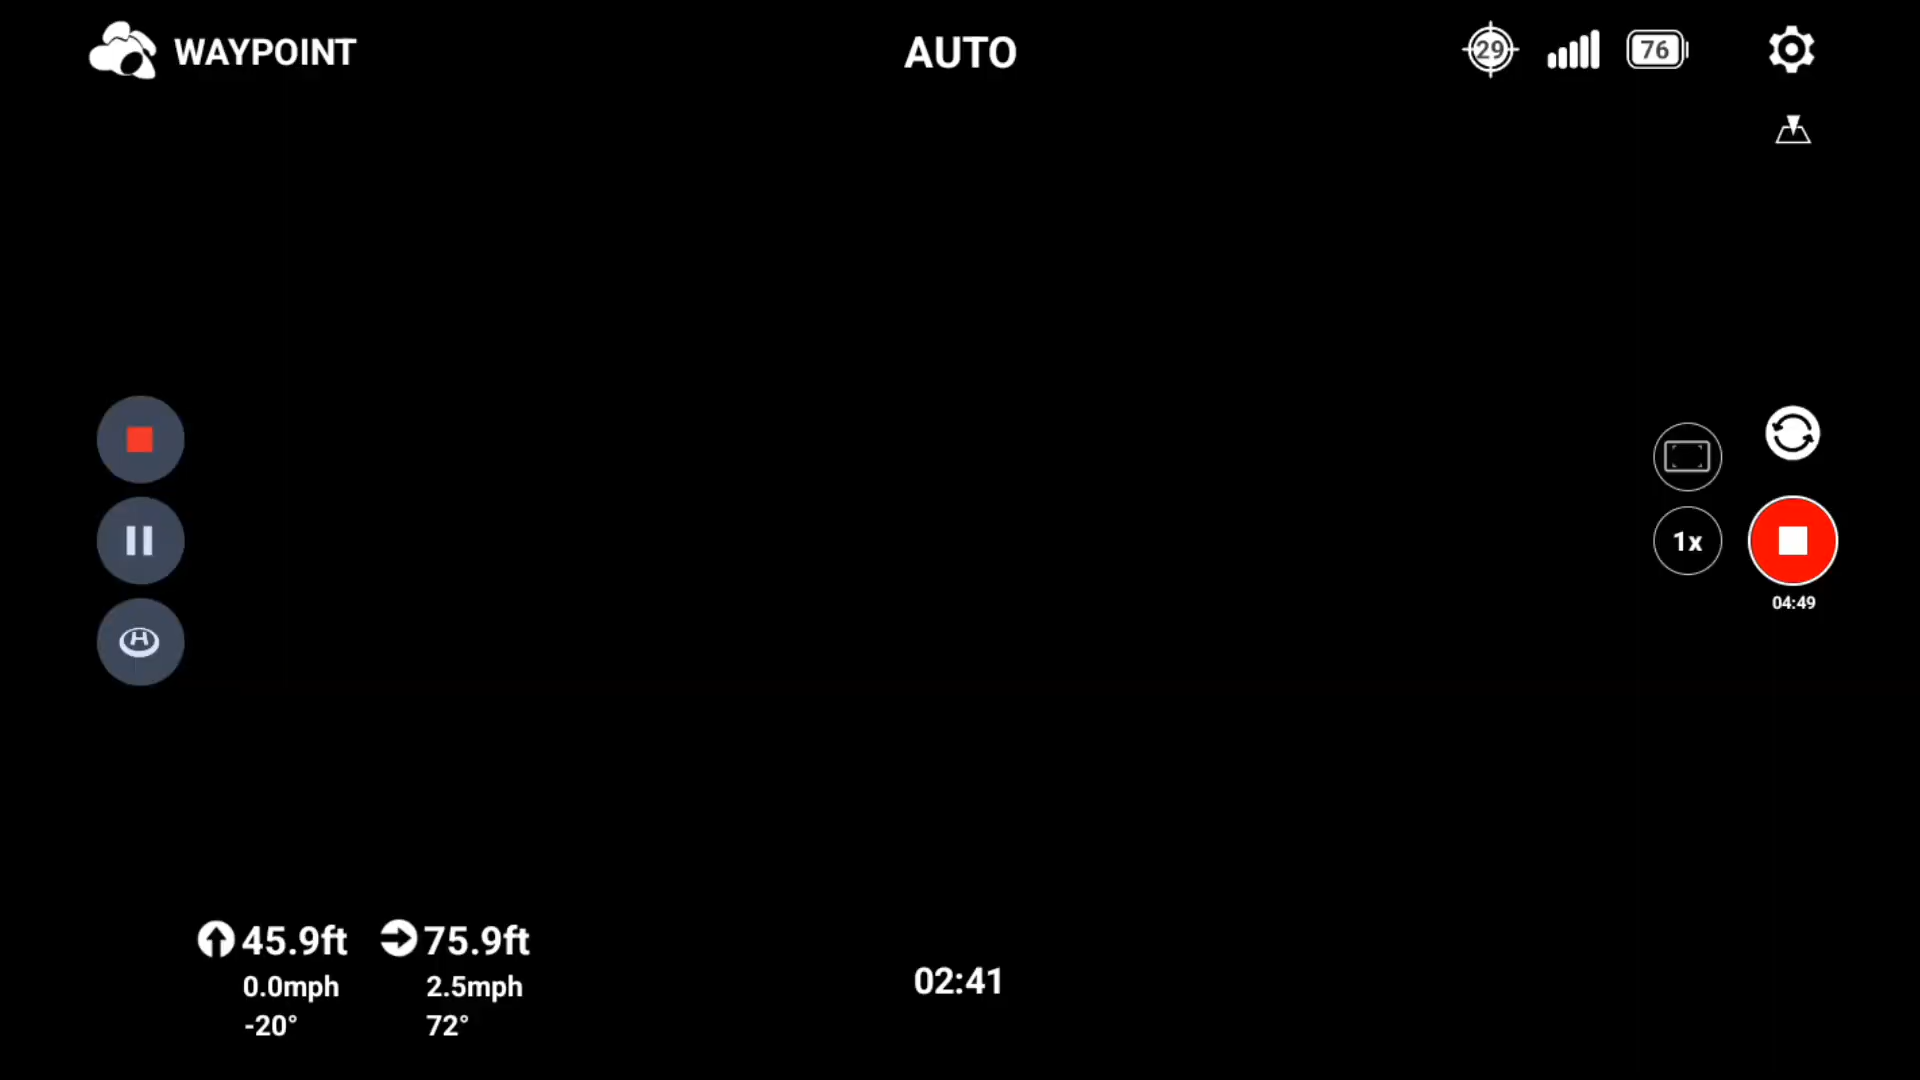 WAYPOINT
AUTO
29
76
1x
04:49
H
45.9ft
75.9ft
0.0mph
2.5mph
-20°
72°
02:41